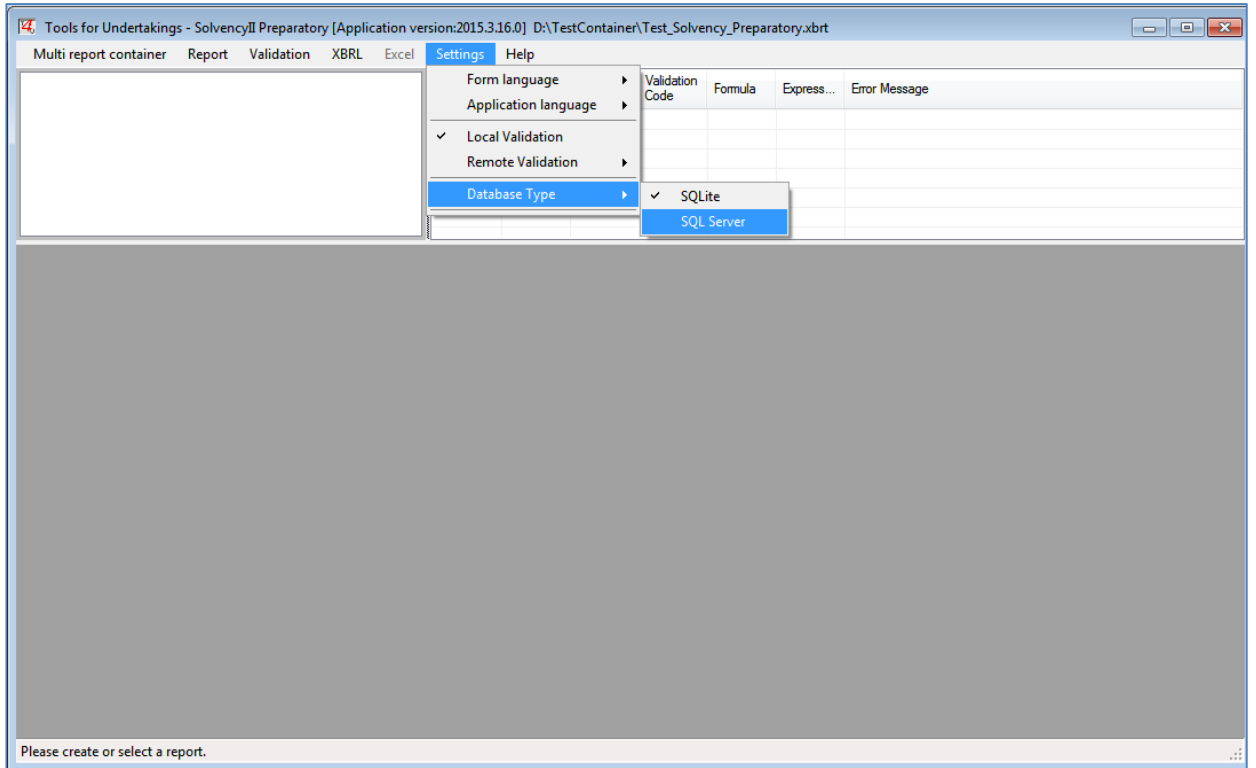 Tools for Undertakings - SolvencyII Preparatory [Application version:2015.3.16.0] D:\TestContainer\Test_Solvency_Preparatory.xbrt
Multi report container Report Validation XBRL Excel Settings Help
Form language
Application language
Local Validation
Remote Validation
Database Type
SQLite
SQL Server
Validation Code Formula Express... Error Message
Please create or select a report.